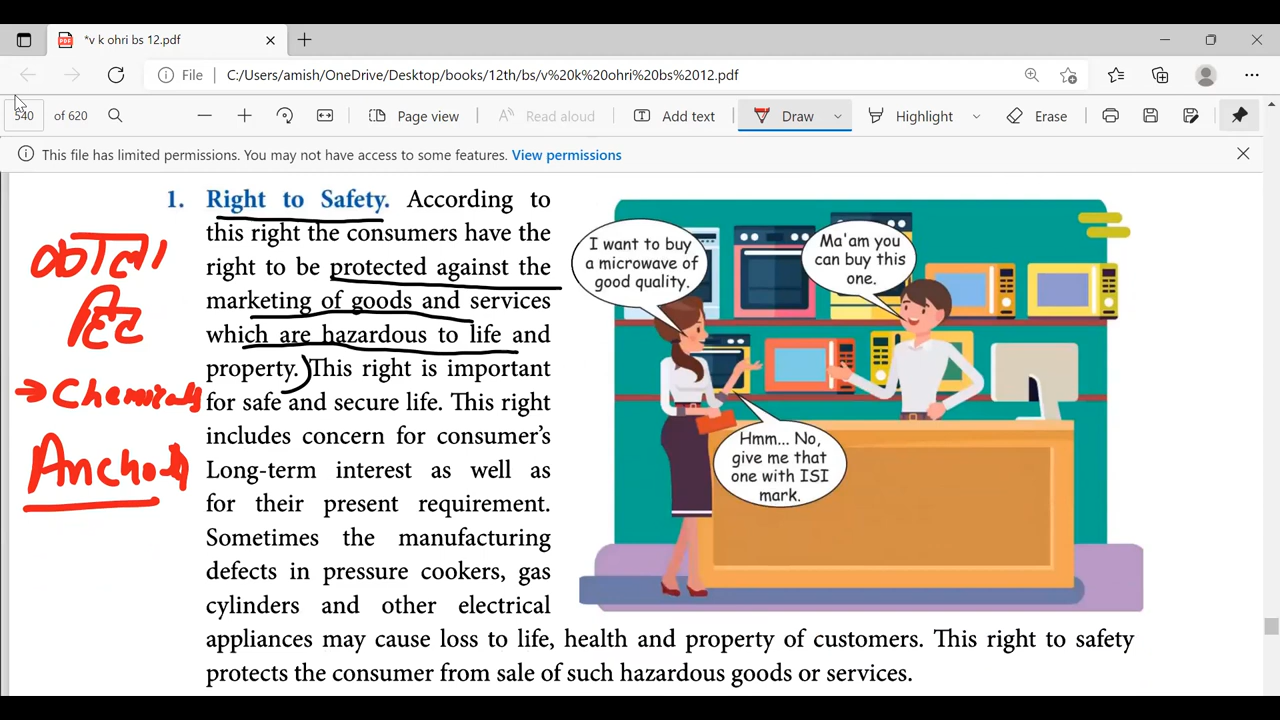 *v k ohri bs 12.pdf
File C:/Users/amish/OneDrive/Desktop/books/12th/bs/v%20k%20ohri%20bs%2012.pdf
540 of 620 Page view Read aloud Add text Draw Highlight Erase
This file has limited permissions. You may not have access to some features. View permissions
1. Right to Safety. According to
this right the consumers have the
right to be protected against the
marketing of goods and services
which are hazardous to life and
property. This right is important
for safe and secure life. This right
includes concern for consumer's
Long-term interest as well as
for their present requirement.
Sometimes the manufacturing
defects in pressure cookers, gas
cylinders and other electrical
appliances may cause loss to life, health and property of customers. This right to safety
protects the consumer from sale of such hazardous goods or services.
काला
हिट
→ Chemicals
I want to buy
a microwave of
good quality.
Ma'am you
can buy this
one.
Hmm... No,
give me that
one with ISI
mark.